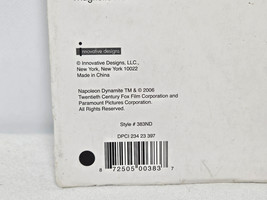 innovative designs
© Innovative Designs, LLC.,
New York, New York 10022
Made in China
Napoleon Dynamite TM & © 2006
Twentieth Century Fox Film Corporation and
Paramount Pictures Corporation.
All Rights Reserved.
Style # 383ND
DPCI 234 23 397
8 72505 00383 7